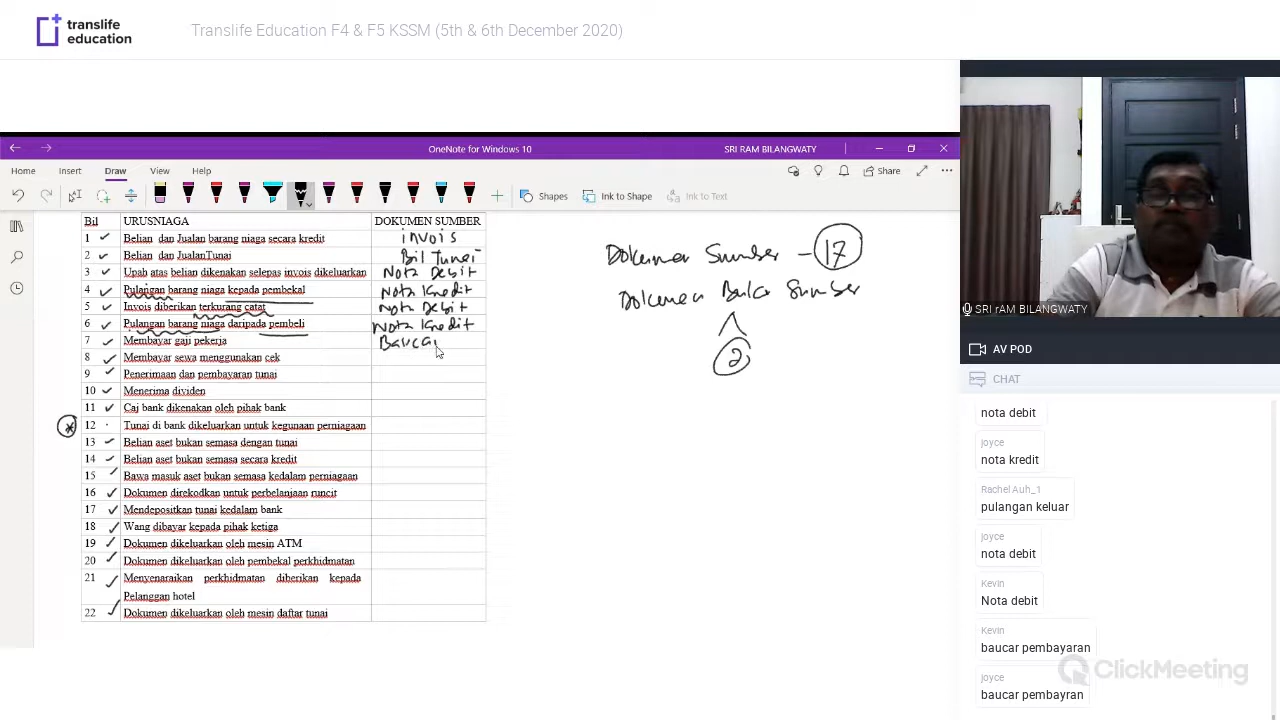 translife education
Translife Education F4 & F5 KSSM (5th & 6th December 2020)
OneNote for Windows 10
SRI RAM BILANGWATY
Home Insert Draw View Help
Share
Shapes
Ink to Shape
Ink to Text
Bil URUSNIAGA DOKUMEN SUMBER
1 Belian dan Jualan barang niaga secara kredit invois
2 Belian dan JualanTunai Bil Tunai
3 Upah atas belian dikenakan selepas invois dikeluarkan Nota Debit
4 Pulangan barang niaga kepada pembekal Nota Kredit
5 Invois diberikan terkurang catat Nota Debit
6 Pulangan barang niaga daripada pembeli Nota Kredit
7 Membayar gaji pekerja Baucar
8 Membayar sewa menggunakan cek
9 Penerimaan dan pembayaran tunai
10 Menerima dividen
11 Caj bank dikenakan oleh pihak bank
12 Tunai di bank dikeluarkan untuk kegunaan perniagaan
13 Belian aset bukan semasa dengan tunai
14 Belian aset bukan semasa secara kredit
15 Bawa masuk aset bukan semasa kedalam perniagaan
16 Dokumen direkodkan untuk perbelanjaan runcit
17 Mendepositkan tunai kedalam bank
18 Wang dibayar kepada pihak ketiga
19 Dokumen dikeluarkan oleh mesin ATM
20 Dokumen dikeluarkan oleh pembekal perkhidmatan
21 Menyenaraikan perkhidmatan diberikan kepada
Pelanggan hotel
22 Dokumen dikeluarkan oleh mesin daftar tunai
Dokumen Sumber - 17
Dokumen Buku Sumber
2
SRI rAM BILANGWATY
AV POD
CHAT
nota debit
joyce
nota kredit
Rachel Auh_1
pulangan keluar
joyce
nota debit
Kevin
Nota debit
Kevin
baucar pembayaran
joyce
baucar pembayran
ClickMeeting